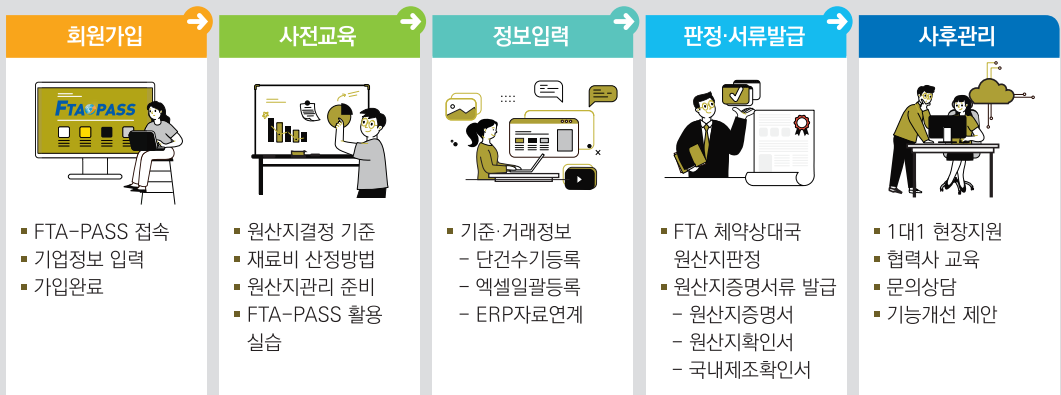 회원가입
FTA PASS
▪ FTA-PASS 접속
▪ 기업정보 입력
▪ 가입완료
사전교육
▪ 원산지결정 기준
▪ 재료비 산정방법
▪ 원산지관리 준비
▪ FTA-PASS 활용
실습
정보입력
▪ 기준·거래정보
- 단건수기등록
- 엑셀일괄등록
- ERP자료연계
판정·서류발급
▪ FTA 체약상대국
원산지판정
▪ 원산지증명서류 발급
- 원산지증명서
- 원산지확인서
- 국내제조확인서
사후관리
▪ 1대1 현장지원
▪ 협력사 교육
▪ 문의상담
▪ 기능개선 제안